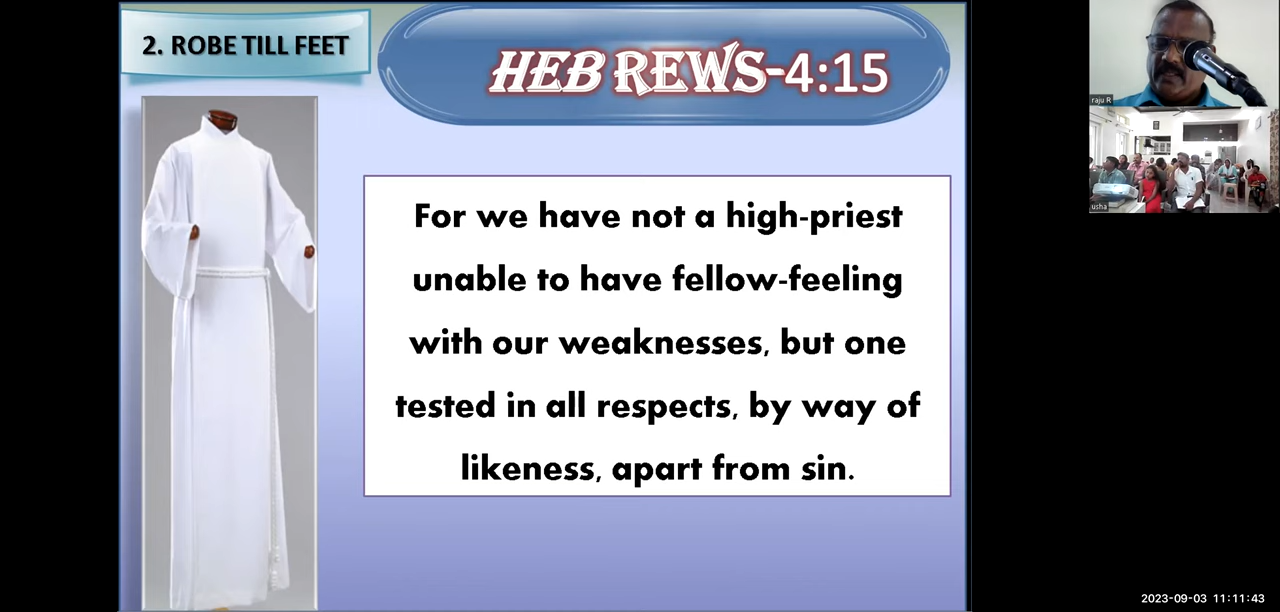 2. ROBE TILL FEET
HEB REWS-4:15
For we have not a high-priest
unable to have fellow-feeling
with our weaknesses, but one
tested in all respects, by way of
likeness, apart from sin.
raju R
usha
2023-09-03 11:11:43